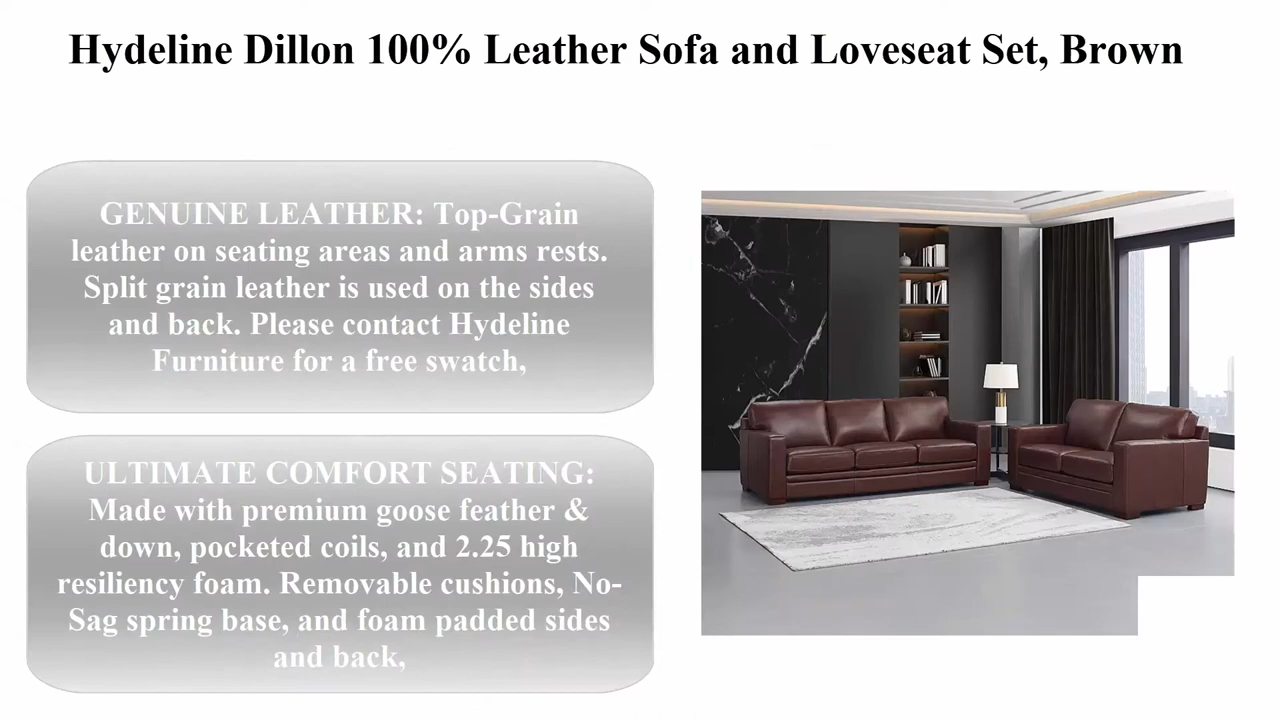 Hydeline Dillon 100% Leather Sofa and Loveseat Set, Brown
GENUINE LEATHER: Top-Grain
leather on seating areas and arms rests.
Split grain leather is used on the sides
and back. Please contact Hydeline
Furniture for a free swatch,
ULTIMATE COMFORT SEATING:
Made with premium goose feather &
down, pocketed coils, and 2.25 high
resiliency foam. Removable cushions, No-
Sag spring base, and foam padded sides
and back,